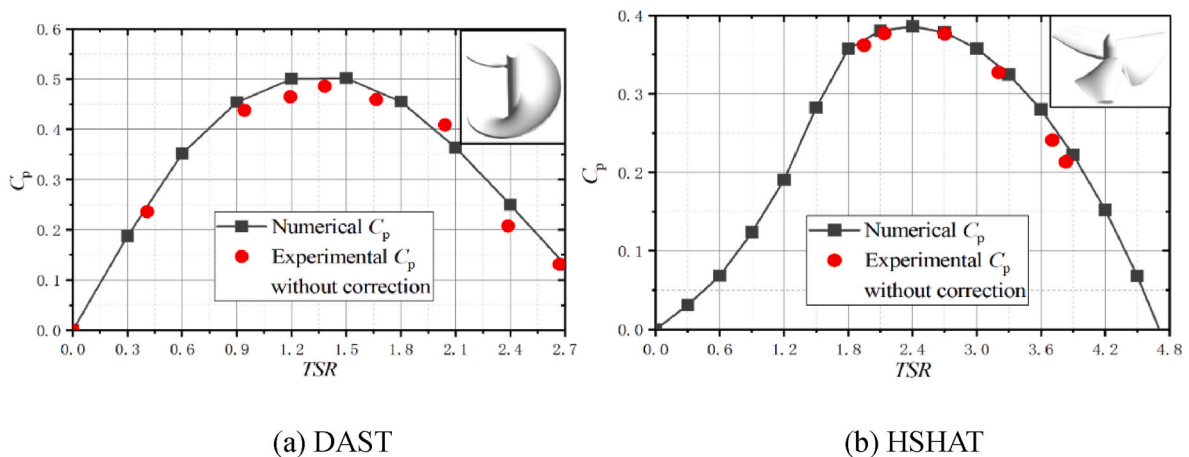 0.6
0.5
0.4
0.3
0.2
0.1
0.0
Cp
Numerical Cp
Experimental Cp
without correction
0.0 0.3 0.6 0.9 1.2 1.5 1.8 2.1 2.4 2.7
TSR
(a) DAST
0.4
0.3
0.2
0.1
0.0
Cp
Numerical Cp
Experimental Cp
without correction
0.0 0.6 1.2 1.8 2.4 3.0 3.6 4.2 4.8
TSR
(b) HSHAT